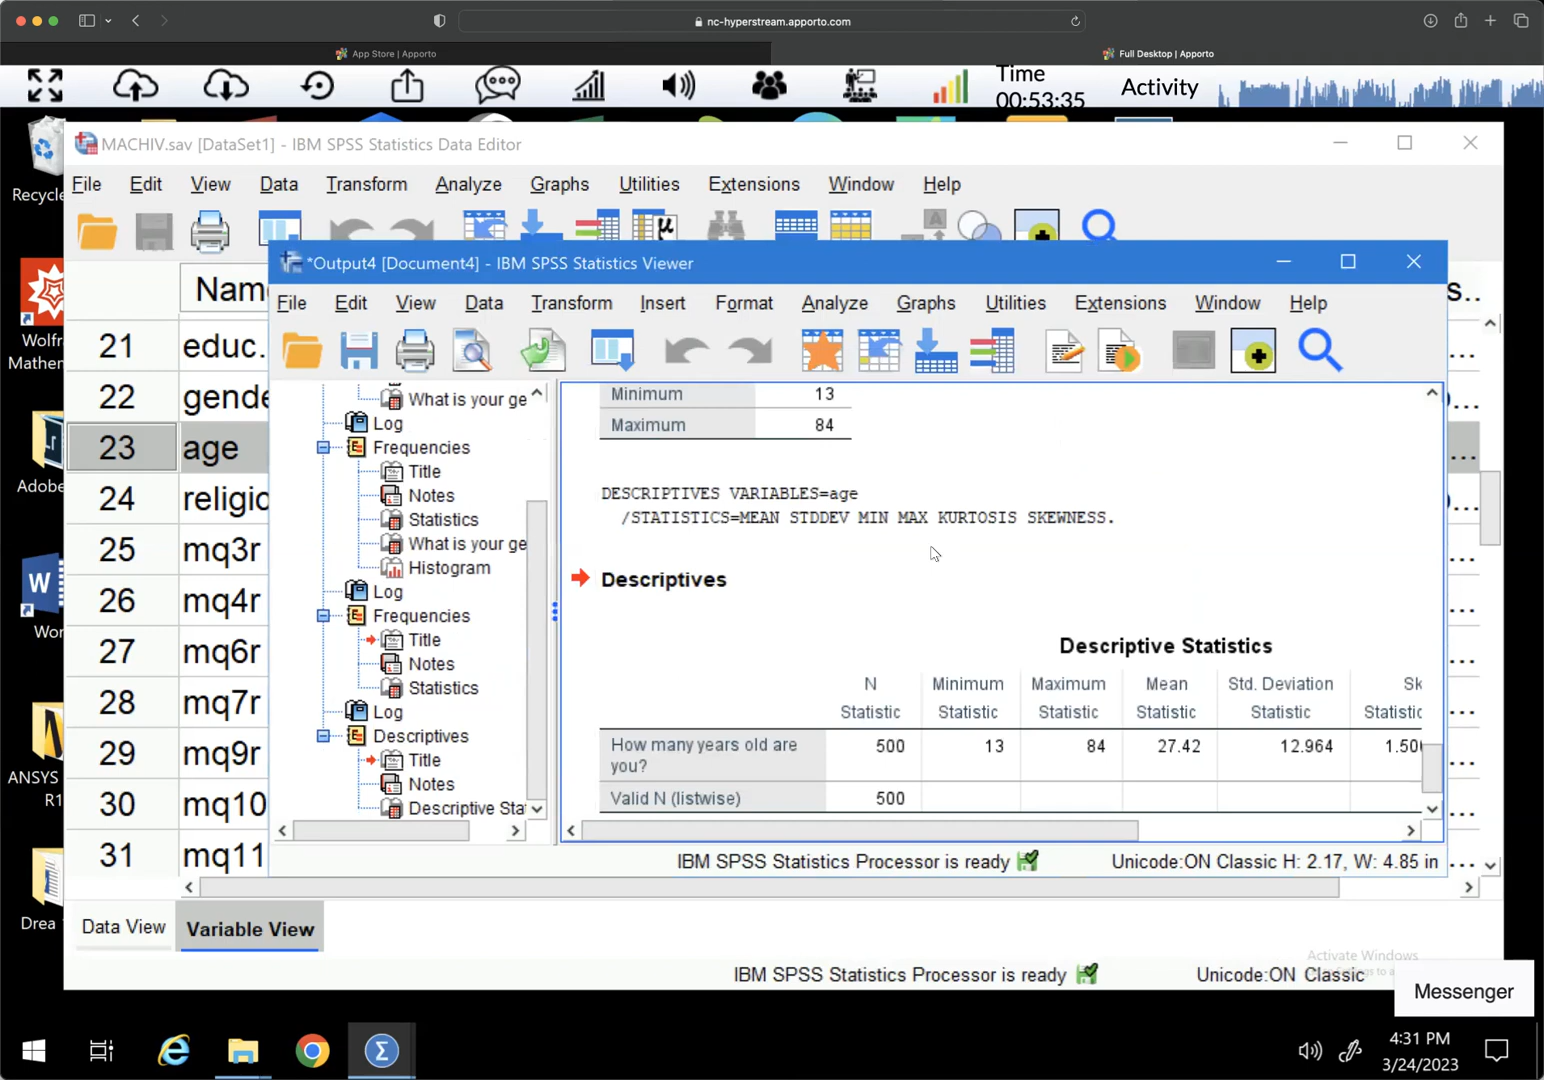 nc-hyperstream.apporto.com
App Store | Apporto
Full Desktop | Apporto
Time
00:53:35
Activity
MACHIV.sav [DataSet1] - IBM SPSS Statistics Data Editor
File Edit View Data Transform Analyze Graphs Utilities Extensions Window Help
*Output4 [Document4] - IBM SPSS Statistics Viewer
File Edit View Data Transform Insert Format Analyze Graphs Utilities Extensions Window Help
Name
21 educ...
22 gende
23 age
24 religio
25 mq3r
26 mq4r
27 mq6r
28 mq7r
29 mq9r
30 mq10
31 mq11
What is your ge
Log
Frequencies
Title
Notes
Statistics
What is your ge
Histogram
Log
Frequencies
Title
Notes
Statistics
Log
Descriptives
Title
Notes
Descriptive Sta
Minimum 13
Maximum 84
DESCRIPTIVES VARIABLES=age
/STATISTICS=MEAN STDDEV MIN MAX KURTOSIS SKEWNESS.
Descriptives
Descriptive Statistics
N Minimum Maximum Mean Std. Deviation Sk
Statistic Statistic Statistic Statistic Statistic Statistic
How many years old are 500 13 84 27.42 12.964 1.50
you?
Valid N (listwise) 500
IBM SPSS Statistics Processor is ready Unicode:ON Classic H: 2.17, W: 4.85 in
Data View Variable View
IBM SPSS Statistics Processor is ready Unicode:ON Classic
Activate Windows
Messenger
Recycle
Wolfra
Mathem
Adobe
Wor
ANSYS
R1
Drea
4:31 PM
3/24/2023